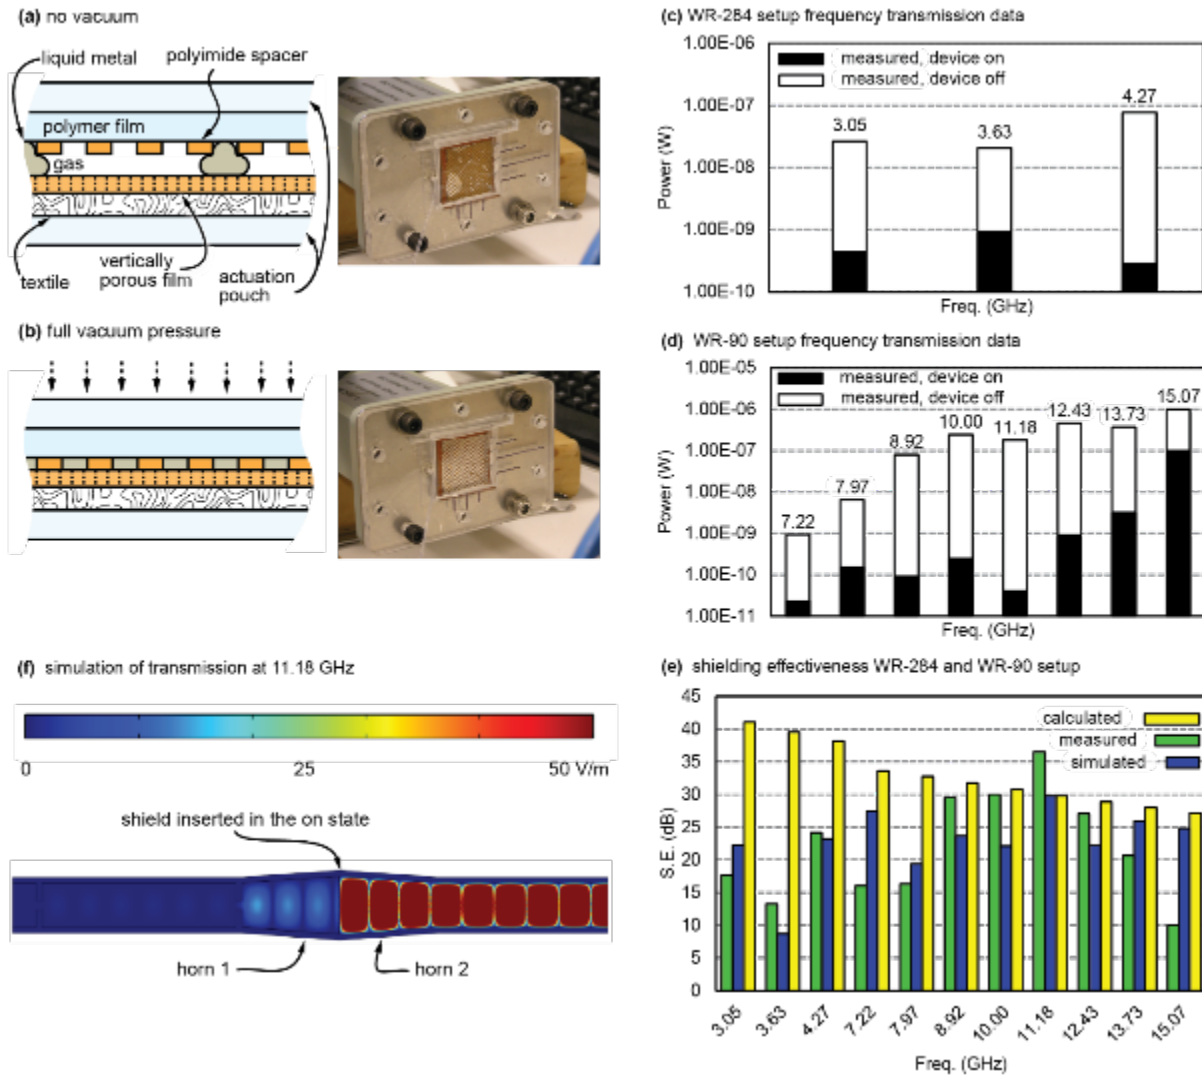 (a) no vacuum
liquid metal
polyimide spacer
polymer film
gas
textile
vertically
porous film
actuation
pouch
(b) full vacuum pressure
(c) WR-284 setup frequency transmission data
1.00E-06
1.00E-07
1.00E-08
1.00E-09
1.00E-10
Power (W)
measured, device on
measured, device off
3.05
3.63
4.27
Freq. (GHz)
(d) WR-90 setup frequency transmission data
1.00E-05
1.00E-06
1.00E-07
1.00E-08
1.00E-09
1.00E-10
1.00E-11
Power (W)
measured, device on
measured, device off
7.22
7.97
8.92
10.00
11.18
12.43
13.73
15.07
Freq. (GHz)
(f) simulation of transmission at 11.18 GHz
0
25
50 V/m
shield inserted in the on state
horn 1
horn 2
(e) shielding effectiveness WR-284 and WR-90 setup
45
40
35
30
25
20
15
10
5
0
S.E. (dB)
calculated
measured
simulated
3.05
3.63
4.27
7.22
7.97
8.92
10.00
11.18
12.43
13.73
15.07
Freq. (GHz)